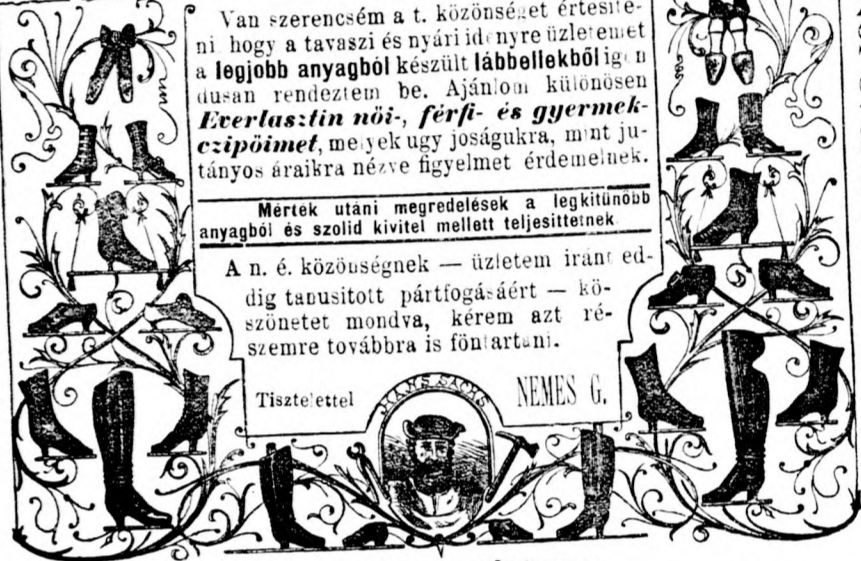 Van szerencsém a t. közönséget értesite-
ni hogy a tavaszi és nyári idényre üzletemet
a legjobb anyagból készült lábbellekből igen
dusan rendeztem be. Ajánlom különösen
Everlasztin női-, férfi- és gyermek-
czipőimet, melyek ugy joságukra, mint ju-
tányos áraikra nézve figyelmet érdemelnek.
Mérték utáni megredelések a legkitünőbb
anyagból és szolid kivitel mellett teljesittetnek
A n. é. közönségnek — üzletem iránt ed-
dig tanusitott pártfogásáért — kö-
szönetet mondva, kérem azt ré-
szemre továbbra is föntartani.
Tisztelettel NEMES G.
HANS SACHS